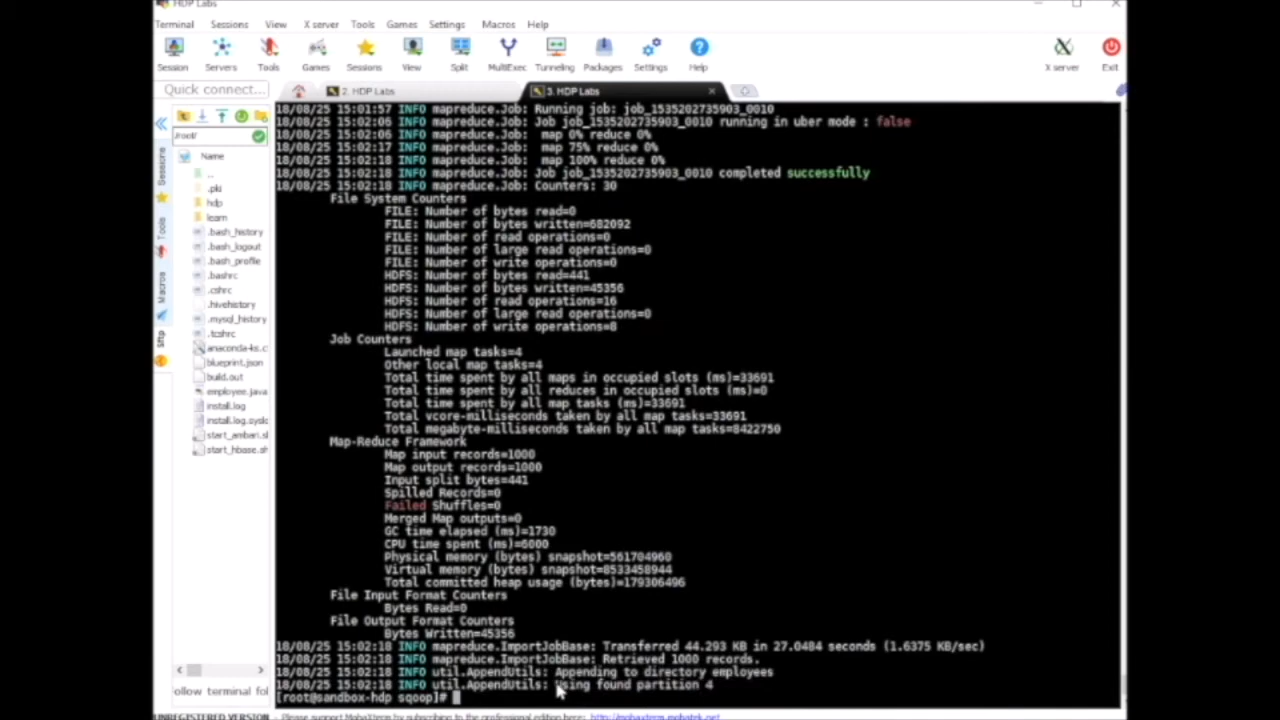 HDP Labs
Terminal Sessions View X server Tools Games Settings Macros Help
Session Servers Tools Games Sessions View Split MultiExec Tunneling Packages Settings Help X server Exit
Quick connect...
2. HDP Labs
3. HDP Labs
/root/
Name
..
.pki
hdp
learn
.bash_history
.bash_logout
.bash_profile
.bashrc
.cshrc
.hivehistory
.mysql_history
.tcshrc
anaconda-ks.c
blueprint.json
build.out
employee.java
install.log
install.log.syslo
start_ambari.sl
start_hbase.sh
ollow terminal fol
Sessions
Tools
Macros
Sftp
18/08/25 15:01:57 INFO mapreduce.Job: Running job: job_1535202735903_0010
18/08/25 15:02:06 INFO mapreduce.Job: Job job_1535202735903_0010 running in uber mode : false
18/08/25 15:02:06 INFO mapreduce.Job: map 0% reduce 0%
18/08/25 15:02:17 INFO mapreduce.Job: map 75% reduce 0%
18/08/25 15:02:18 INFO mapreduce.Job: map 100% reduce 0%
18/08/25 15:02:18 INFO mapreduce.Job: Job job_1535202735903_0010 completed successfully
18/08/25 15:02:18 INFO mapreduce.Job: Counters: 30
File System Counters
FILE: Number of bytes read=0
FILE: Number of bytes written=682092
FILE: Number of read operations=0
FILE: Number of large read operations=0
FILE: Number of write operations=0
HDFS: Number of bytes read=441
HDFS: Number of bytes written=45356
HDFS: Number of read operations=16
HDFS: Number of large read operations=0
HDFS: Number of write operations=8
Job Counters
Launched map tasks=4
Other local map tasks=4
Total time spent by all maps in occupied slots (ms)=33691
Total time spent by all reduces in occupied slots (ms)=0
Total time spent by all map tasks (ms)=33691
Total vcore-milliseconds taken by all map tasks=33691
Total megabyte-milliseconds taken by all map tasks=8422750
Map-Reduce Framework
Map input records=1000
Map output records=1000
Input split bytes=441
Spilled Records=0
Failed Shuffles=0
Merged Map outputs=0
GC time elapsed (ms)=1730
CPU time spent (ms)=6000
Physical memory (bytes) snapshot=561704960
Virtual memory (bytes) snapshot=8533458944
Total committed heap usage (bytes)=179306496
File Input Format Counters
Bytes Read=0
File Output Format Counters
Bytes Written=45356
18/08/25 15:02:18 INFO mapreduce.ImportJobBase: Transferred 44.293 KB in 27.0484 seconds (1.6375 KB/sec)
18/08/25 15:02:18 INFO mapreduce.ImportJobBase: Retrieved 1000 records.
18/08/25 15:02:18 INFO util.AppendUtils: Appending to directory employees
18/08/25 15:02:18 INFO util.AppendUtils: Using found partition 4
[root@sandbox-hdp sqoop]#
UNREGISTERED VERSION - Please support MobaXterm by subscribing to the professional edition here: http://mobaxterm.mobatek.net